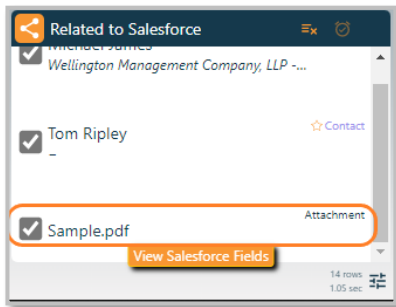 Related to Salesforce
Michael James
Wellington Management Company, LLP -...
Contact
Tom Ripley
–
Attachment
Sample.pdf
View Salesforce Fields
14 rows
1.05 sec